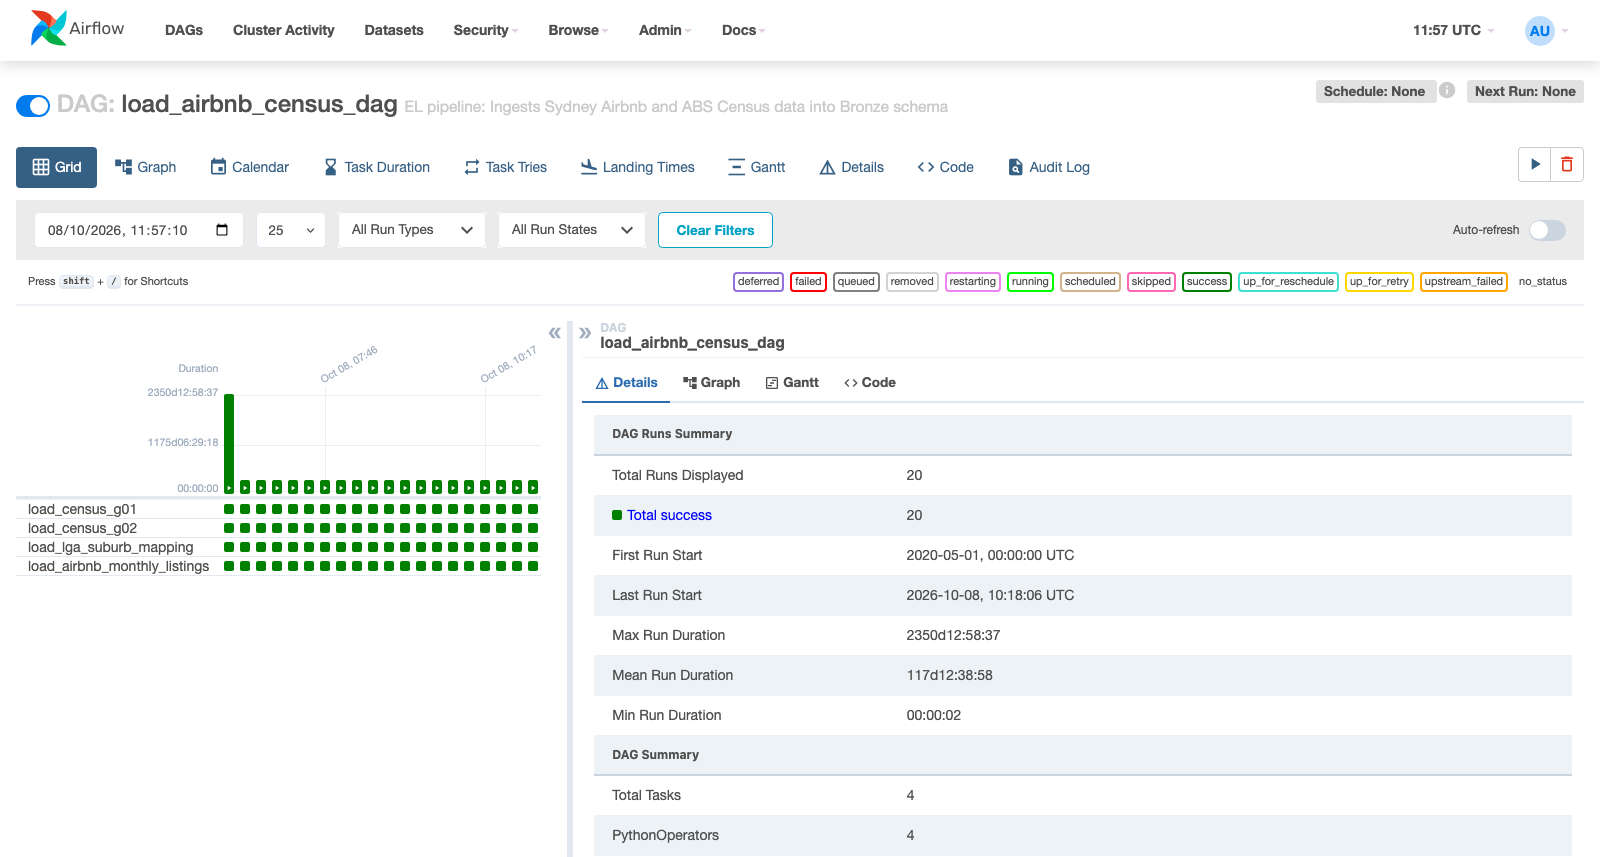 Airflow DAGs Cluster Activity Datasets Security Browse Admin Docs 11:57 UTC AU
Schedule: None Next Run: None
DAG: load_airbnb_census_dag EL pipeline: Ingests Sydney Airbnb and ABS Census data into Bronze schema
Grid Graph Calendar Task Duration Task Tries Landing Times Gantt Details Code Audit Log
08/10/2026, 11:57:10 25 All Run Types All Run States Clear Filters Auto-refresh
Press shift + / for Shortcuts deferred failed queued removed restarting running scheduled skipped success up_for_reschedule up_for_retry upstream_failed no_status
Duration
2350d12:58:37
1175d06:29:18
00:00:00
Oct 08, 07:46
Oct 08, 10:17
load_census_g01
load_census_g02
load_lga_suburb_mapping
load_airbnb_monthly_listings
DAG
load_airbnb_census_dag
Details Graph Gantt Code
DAG Runs Summary
Total Runs Displayed 20
Total success 20
First Run Start 2020-05-01, 00:00:00 UTC
Last Run Start 2026-10-08, 10:18:06 UTC
Max Run Duration 2350d12:58:37
Mean Run Duration 117d12:38:58
Min Run Duration 00:00:02
DAG Summary
Total Tasks 4
PythonOperators 4